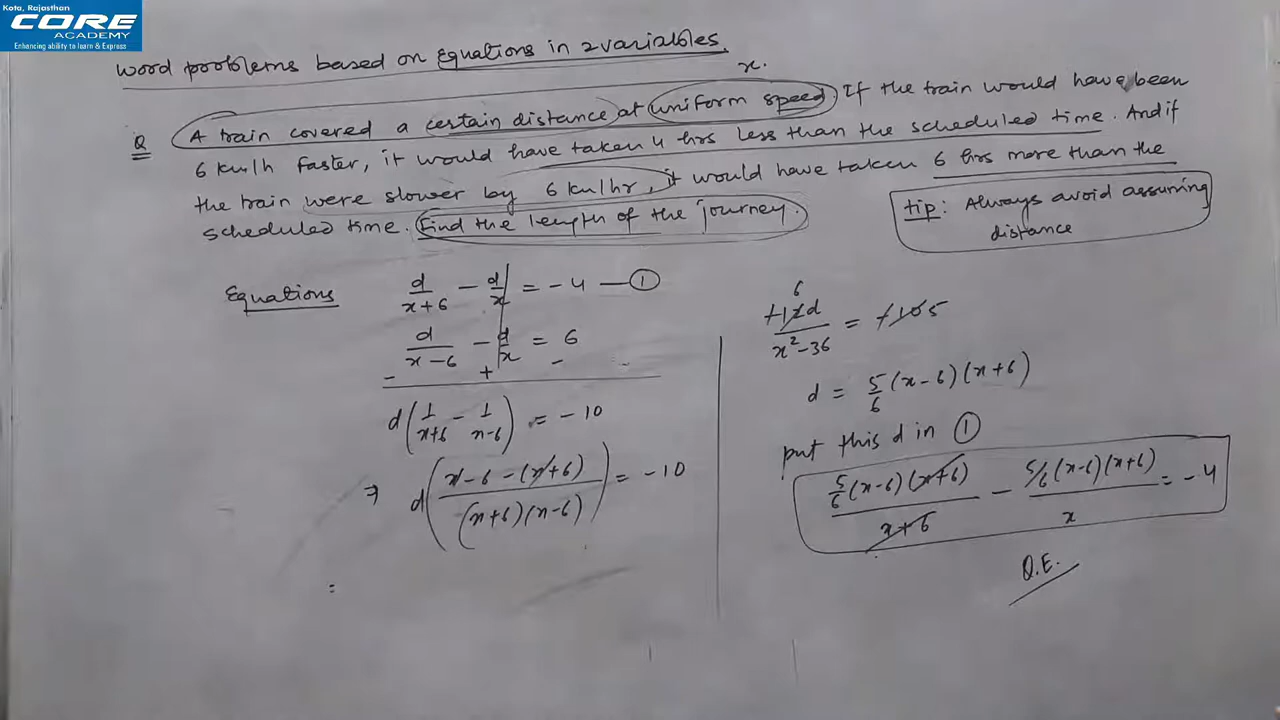 Kota, Rajasthan
CORE
ACADEMY
Enhancing ability to learn & Express
word problems based on Equations in 2 variables.
x.
Q A train covered a certain distance at uniform speed. If the train would have been
6 km/h faster, it would have taken 4 hrs less than the scheduled time. And if
the train were slower by 6 km/hr, it would have taken 6 hrs more than the
scheduled time. Find the length of the journey.
tip: Always avoid assuming
distance
Equations d/(x+6) - d/x = -4 — ①
d/(x-6) - d/x = 6
- + -
d(1/(x+6) - 1/(x-6)) = -10
⇒ d((x-6-(x+6))/((x+6)(x-6))) = -10
=
6
+12d/(x²-36) = +10 5
d = 5/6 (x-6)(x+6)
put this d in ①
5/6(x-6)(x+6)/(x+6) - 5/6(x-6)(x+6)/x = -4
Q.E.